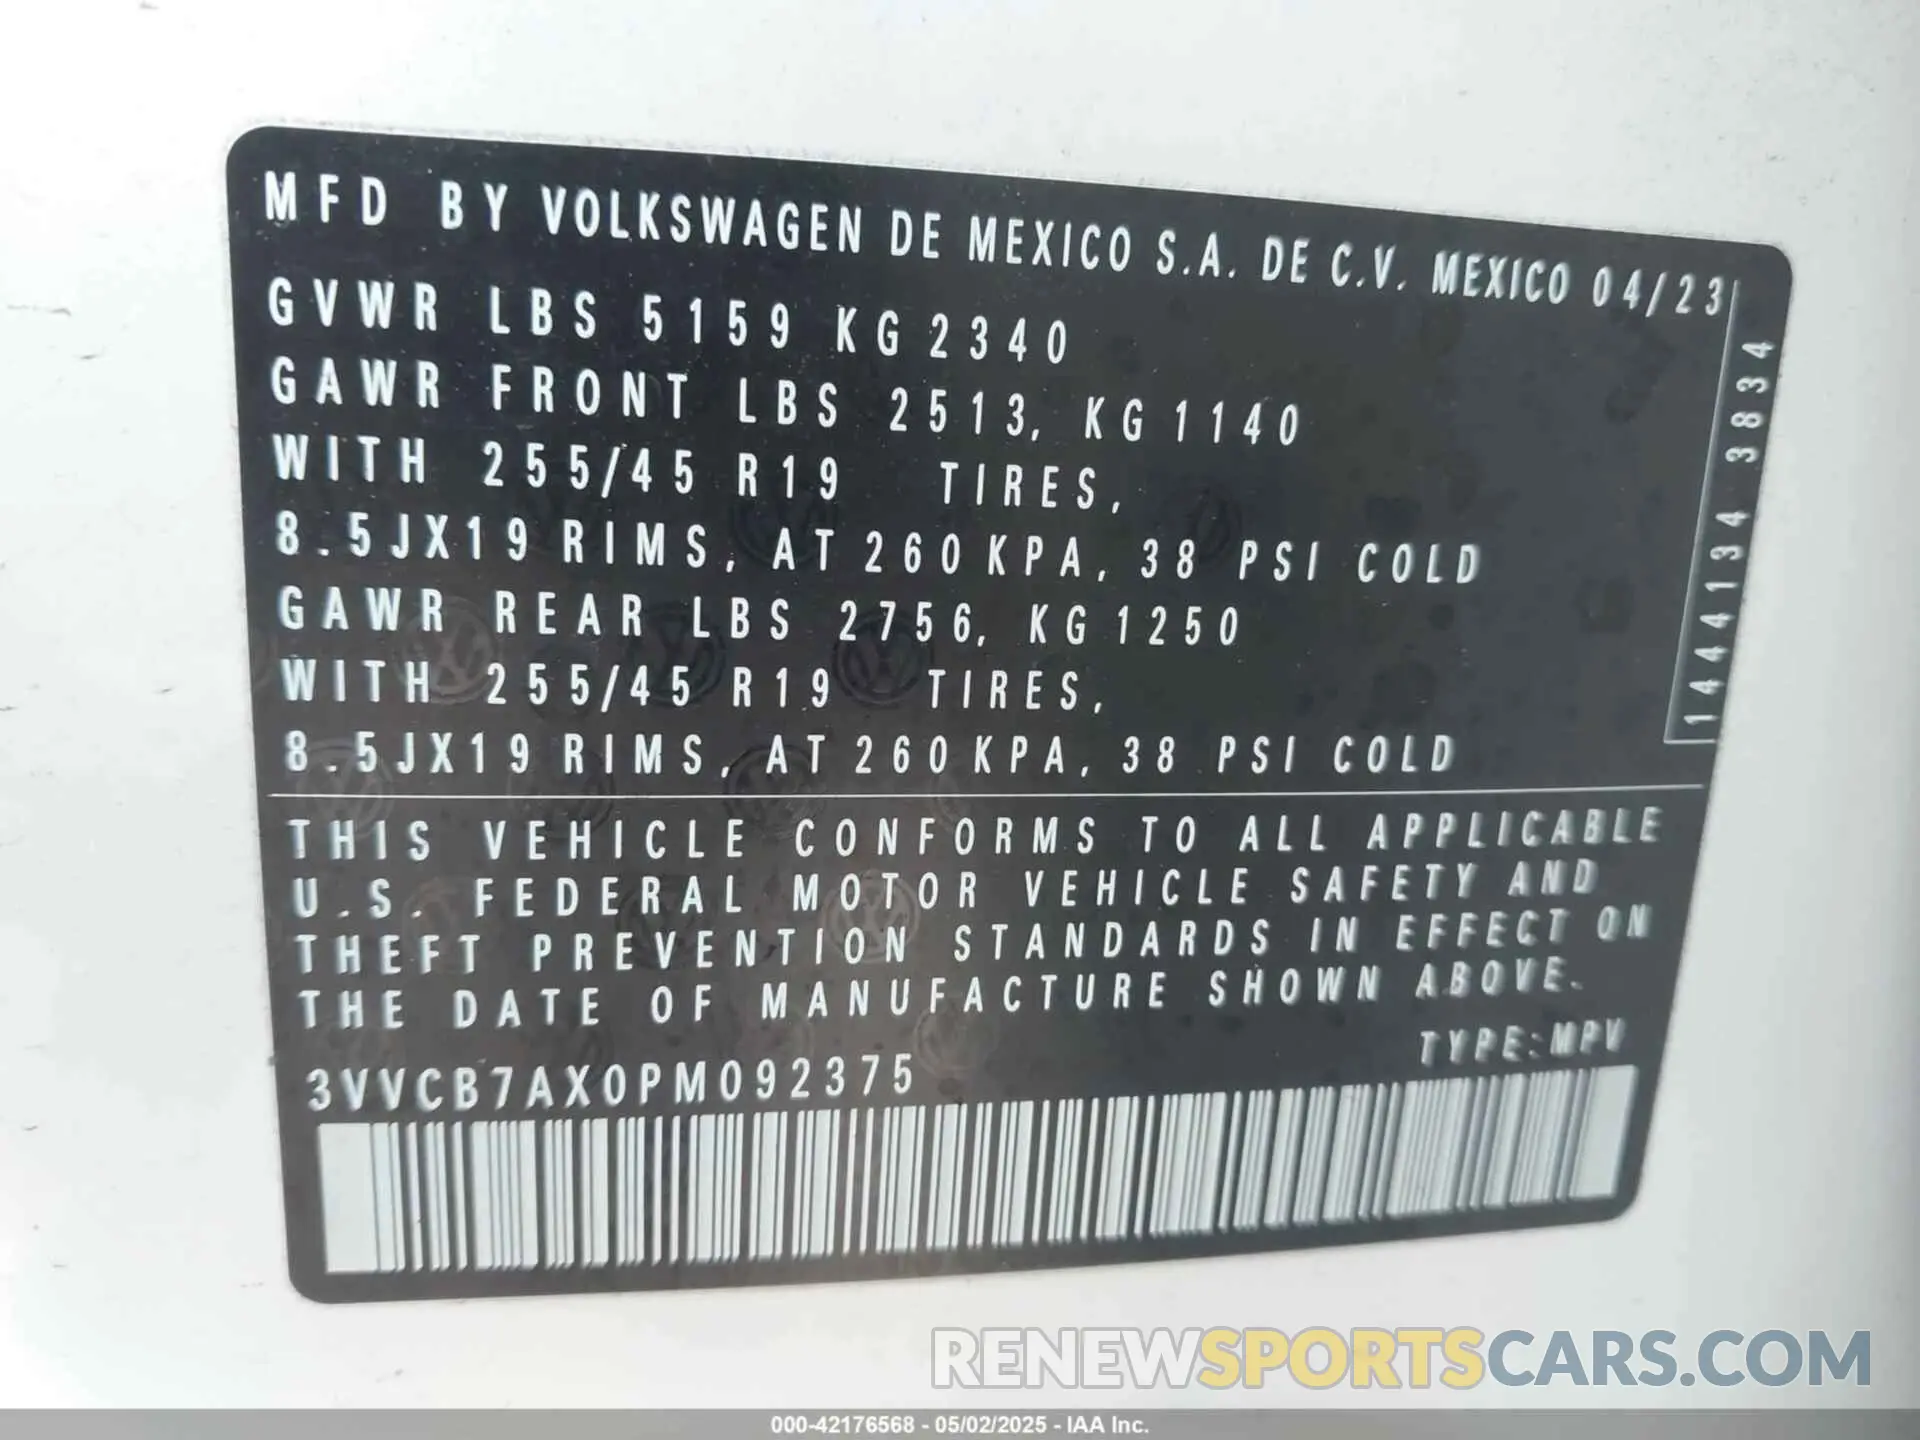 MFD BY VOLKSWAGEN DE MEXICO S.A. DE C.V. MEXICO 04/23
GVWR LBS 5159 KG 2340
GAWR FRONT LBS 2513, KG 1140
WITH 255/45 R19 TIRES,
8.5JX19 RIMS, AT 260 KPA, 38 PSI COLD
GAWR REAR LBS 2756, KG 1250
WITH 255/45 R19 TIRES,
8.5JX19 RIMS, AT 260 KPA, 38 PSI COLD
1444134 3834
THIS VEHICLE CONFORMS TO ALL APPLICABLE
U.S. FEDERAL MOTOR VEHICLE SAFETY AND
THEFT PREVENTION STANDARDS IN EFFECT ON
THE DATE OF MANUFACTURE SHOWN ABOVE.
TYPE:MPV
3VVCB7AX0PM092375
RENEWSPORTSCARS.COM
000-42176568 - 05/02/2025 - IAA Inc.